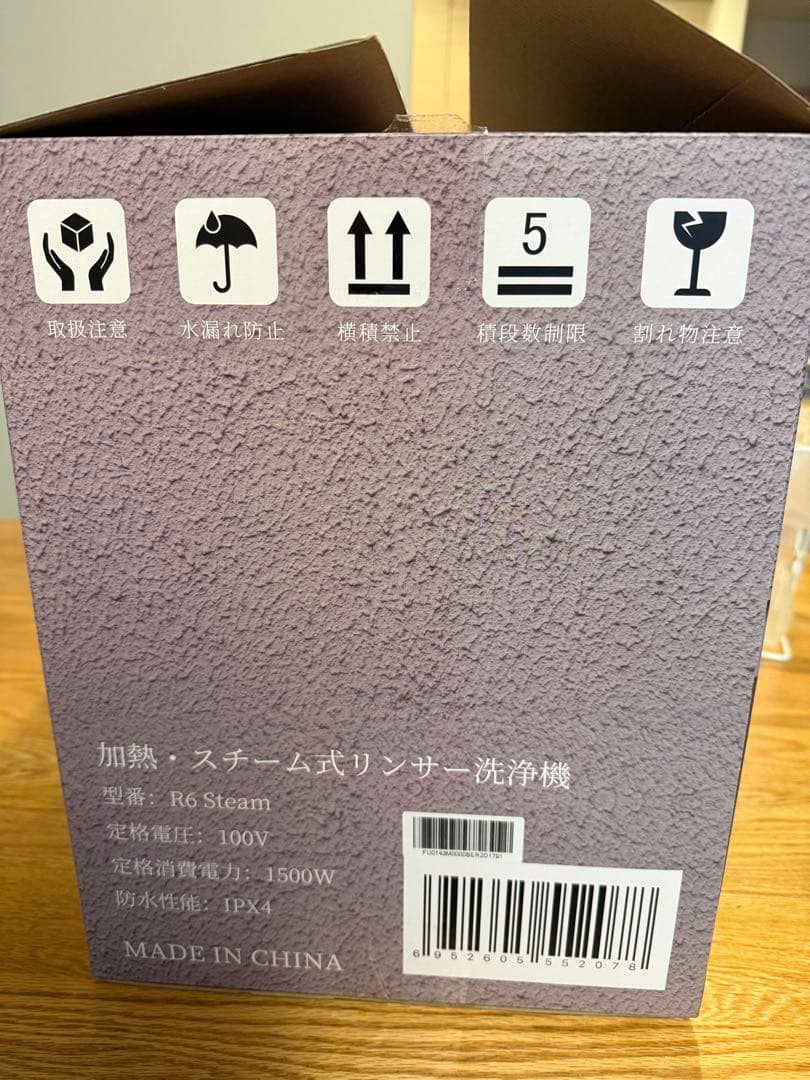 5
取扱注意
水漏れ防止
横積禁止
積段数制限
割れ物注意
加熱・スチーム式リンサー洗浄機
型番: R6 Steam
定格電圧: 100V
定格消費電力: 1500W
防水性能: IPX4
MADE IN CHINA
6952605552078